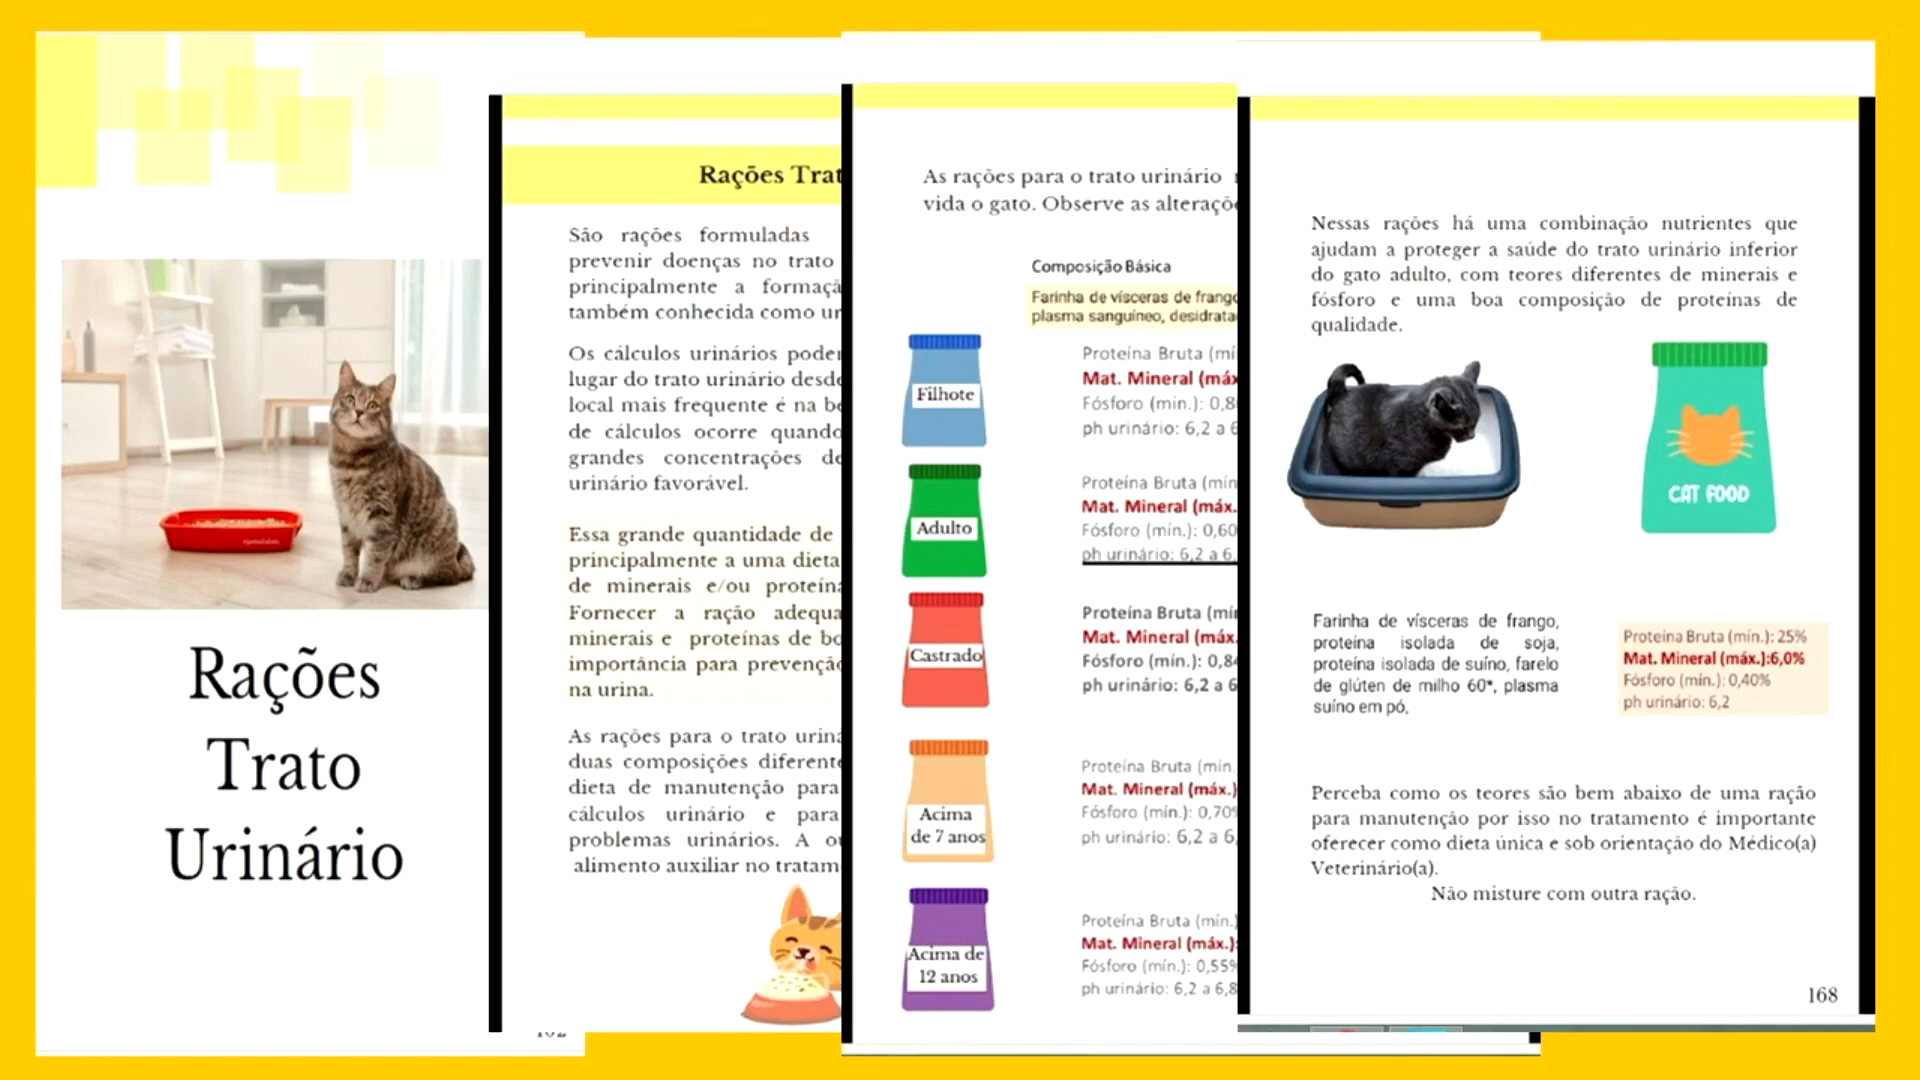 Rações
Trato
Urinário
Rações Trat
São rações formuladas
prevenir doenças no trato
principalmente a formaçã
também conhecida como ur
Os cálculos urinários poder
lugar do trato urinário desde
local mais frequente é na be
de cálculos ocorre quando
grandes concentrações de
urinário favorável.
Essa grande quantidade de
principalmente a uma dieta
de minerais e/ou proteína
Fornecer a ração adequa
minerais e proteínas de bo
importância para prevenção
na urina.
As rações para o trato urina
duas composições diferente
dieta de manutenção para
cálculos urinário e para
problemas urinários. A ou
alimento auxiliar no tratam
As rações para o trato urinário
vida o gato. Observe as alteraçõe
Composição Básica
Farinha de vísceras de frango
plasma sanguíneo, desidrata
Filhote
Proteína Bruta (mí
Mat. Mineral (máx
Fósforo (mín.): 0,8
ph urinário: 6,2 a 6
Adulto
Proteína Bruta (mín
Mat. Mineral (máx.
Fósforo (mín.): 0,60
ph urinário: 6,2 a 6,
Castrado
Proteína Bruta (mí
Mat. Mineral (máx.
Fósforo (mín.): 0,84
ph urinário: 6,2 a 6
Acima
de 7 anos
Proteína Bruta (mín
Mat. Mineral (máx.)
Fósforo (mín.): 0,70%
ph urinário: 6,2 a 6,
Acima de
12 anos
Proteína Bruta (mín.)
Mat. Mineral (máx.):
Fósforo (mín.): 0,55%
ph urinário: 6,2 a 6,8
Nessas rações há uma combinação nutrientes que
ajudam a proteger a saúde do trato urinário inferior
do gato adulto, com teores diferentes de minerais e
fósforo e uma boa composição de proteínas de
qualidade.
CAT FOOD
Farinha de vísceras de frango,
proteína isolada de soja,
proteína isolada de suíno, farelo
de glúten de milho 60*, plasma
suíno em pó,
Proteína Bruta (mín.): 25%
Mat. Mineral (máx.):6,0%
Fósforo (mín.): 0,40%
ph urinário: 6,2
Perceba como os teores são bem abaixo de uma ração
para manutenção por isso no tratamento é importante
oferecer como dieta única e sob orientação do Médico(a)
Veterinário(a).
Não misture com outra ração.
168